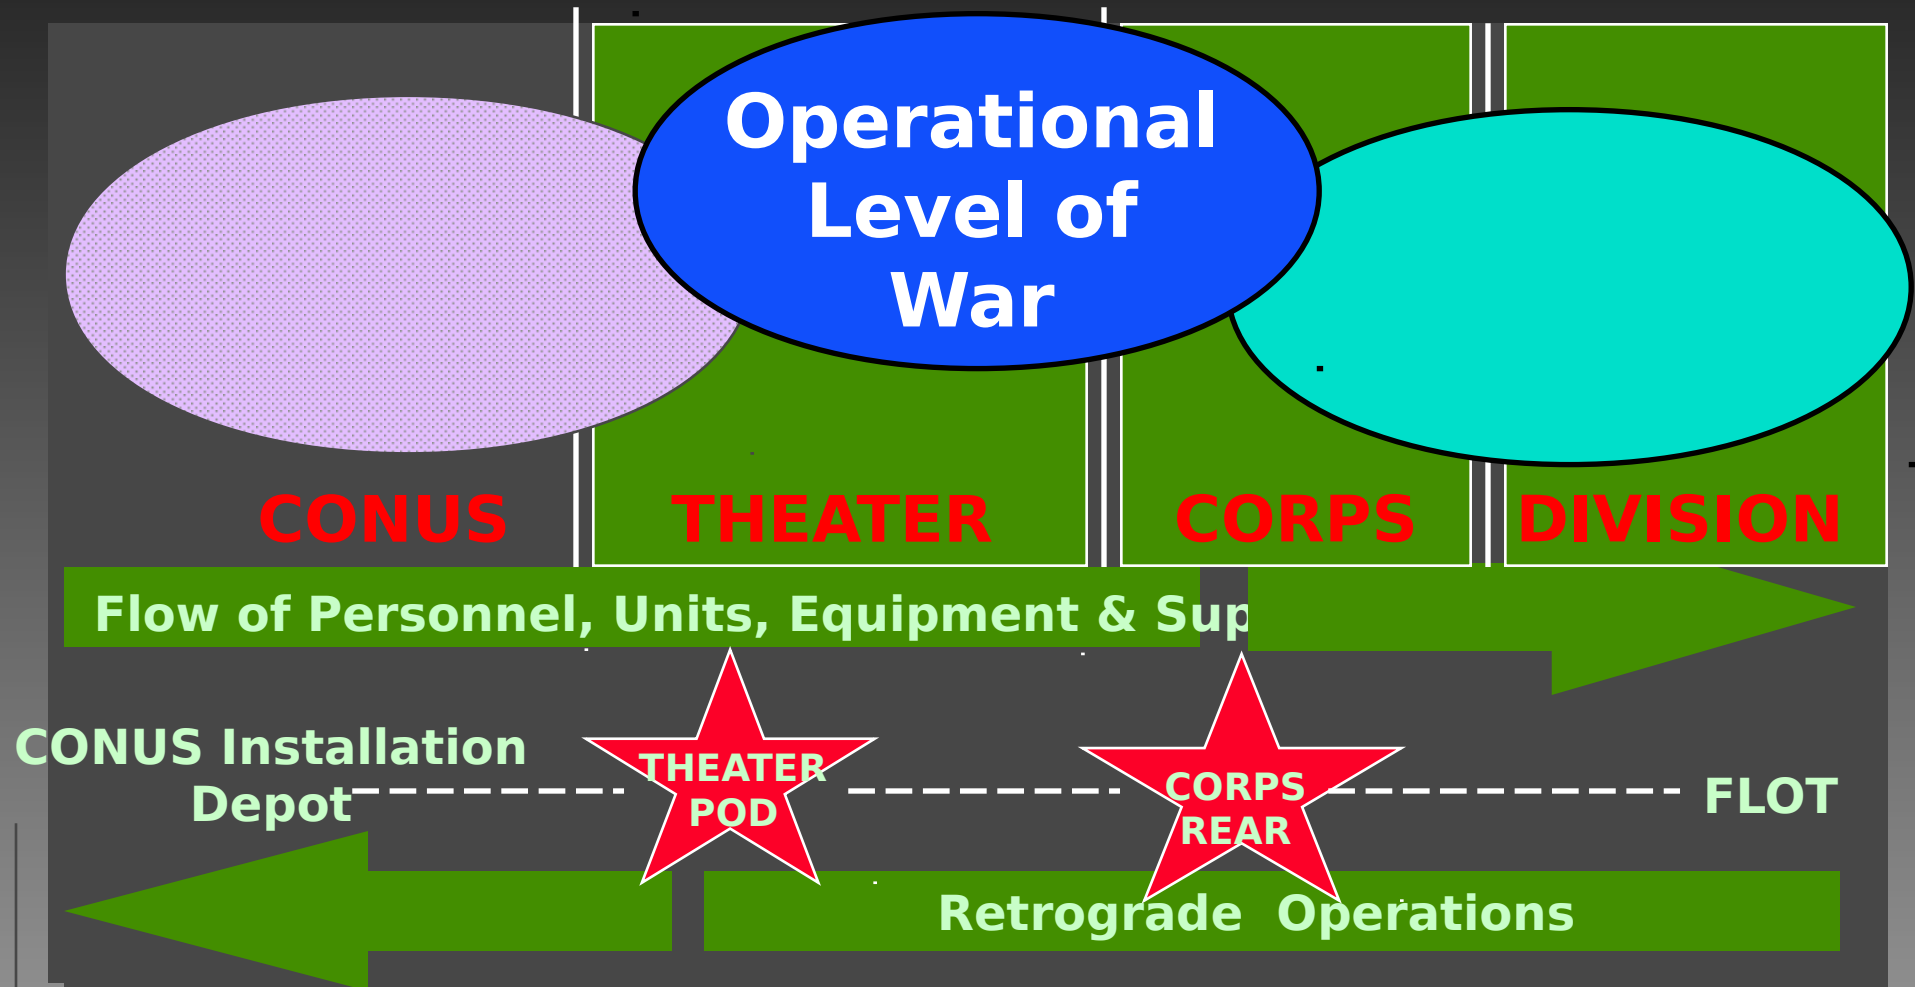 Operational
Level of
War
CONUS
THEATER
CORPS
DIVISION
Flow of Personnel, Units, Equipment & Sup
CONUS Installation
Depot
THEATER
POD
CORPS
REAR
FLOT
Retrograde  Operations